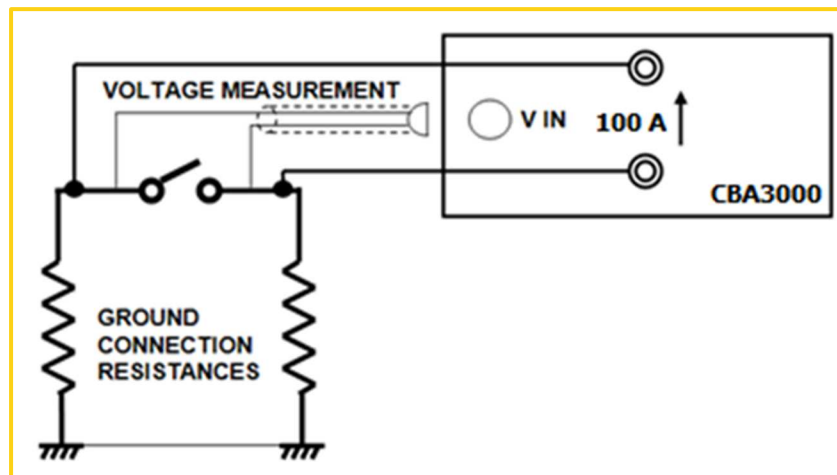 VOLTAGE MEASUREMENT
V IN
100 A
CBA3000
GROUND
CONNECTION
RESISTANCES